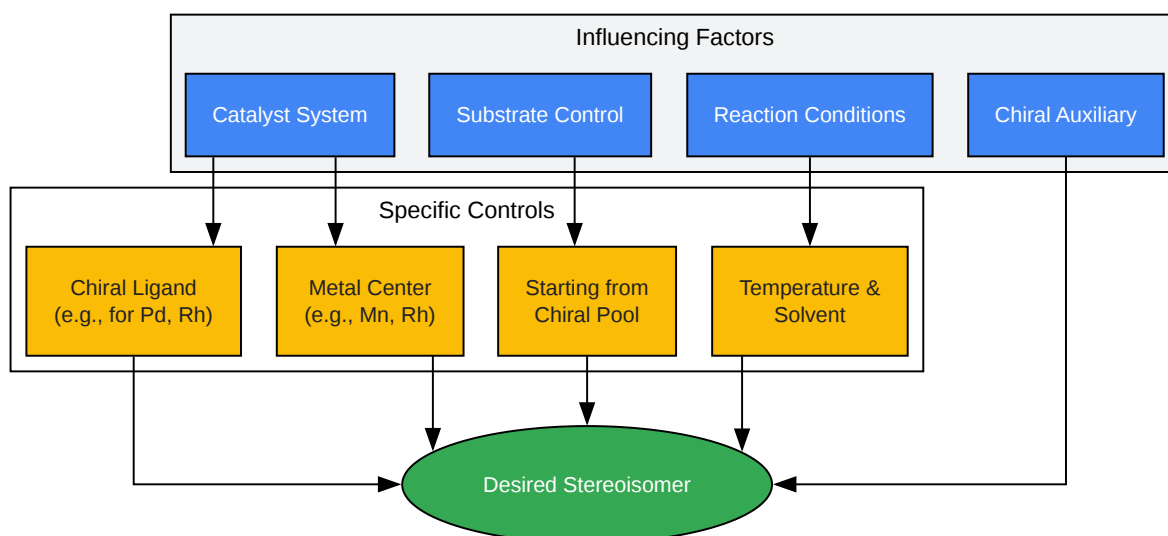 Influencing Factors
Catalyst System
Substrate Control
Reaction Conditions
Chiral Auxiliary
Specific Controls
Chiral Ligand
(e.g., for Pd, Rh)
Metal Center
(e.g., Mn, Rh)
Starting from
Chiral Pool
Temperature &
Solvent
Desired Stereoisomer